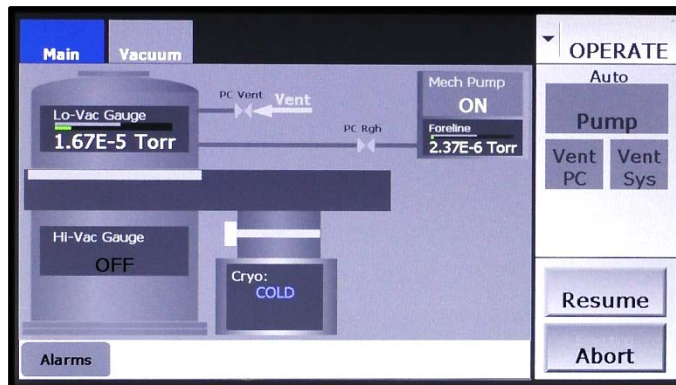 Main
Vacuum
OPERATE
Auto
Pump
Vent
PC
Vent
Sys
Resume
Abort
Lo-Vac Gauge
1.67E-5 Torr
PC Vent
Vent
PC Rgh
Mech Pump
ON
Foreline
2.37E-6 Torr
Hi-Vac Gauge
OFF
Cryo:
COLD
Alarms